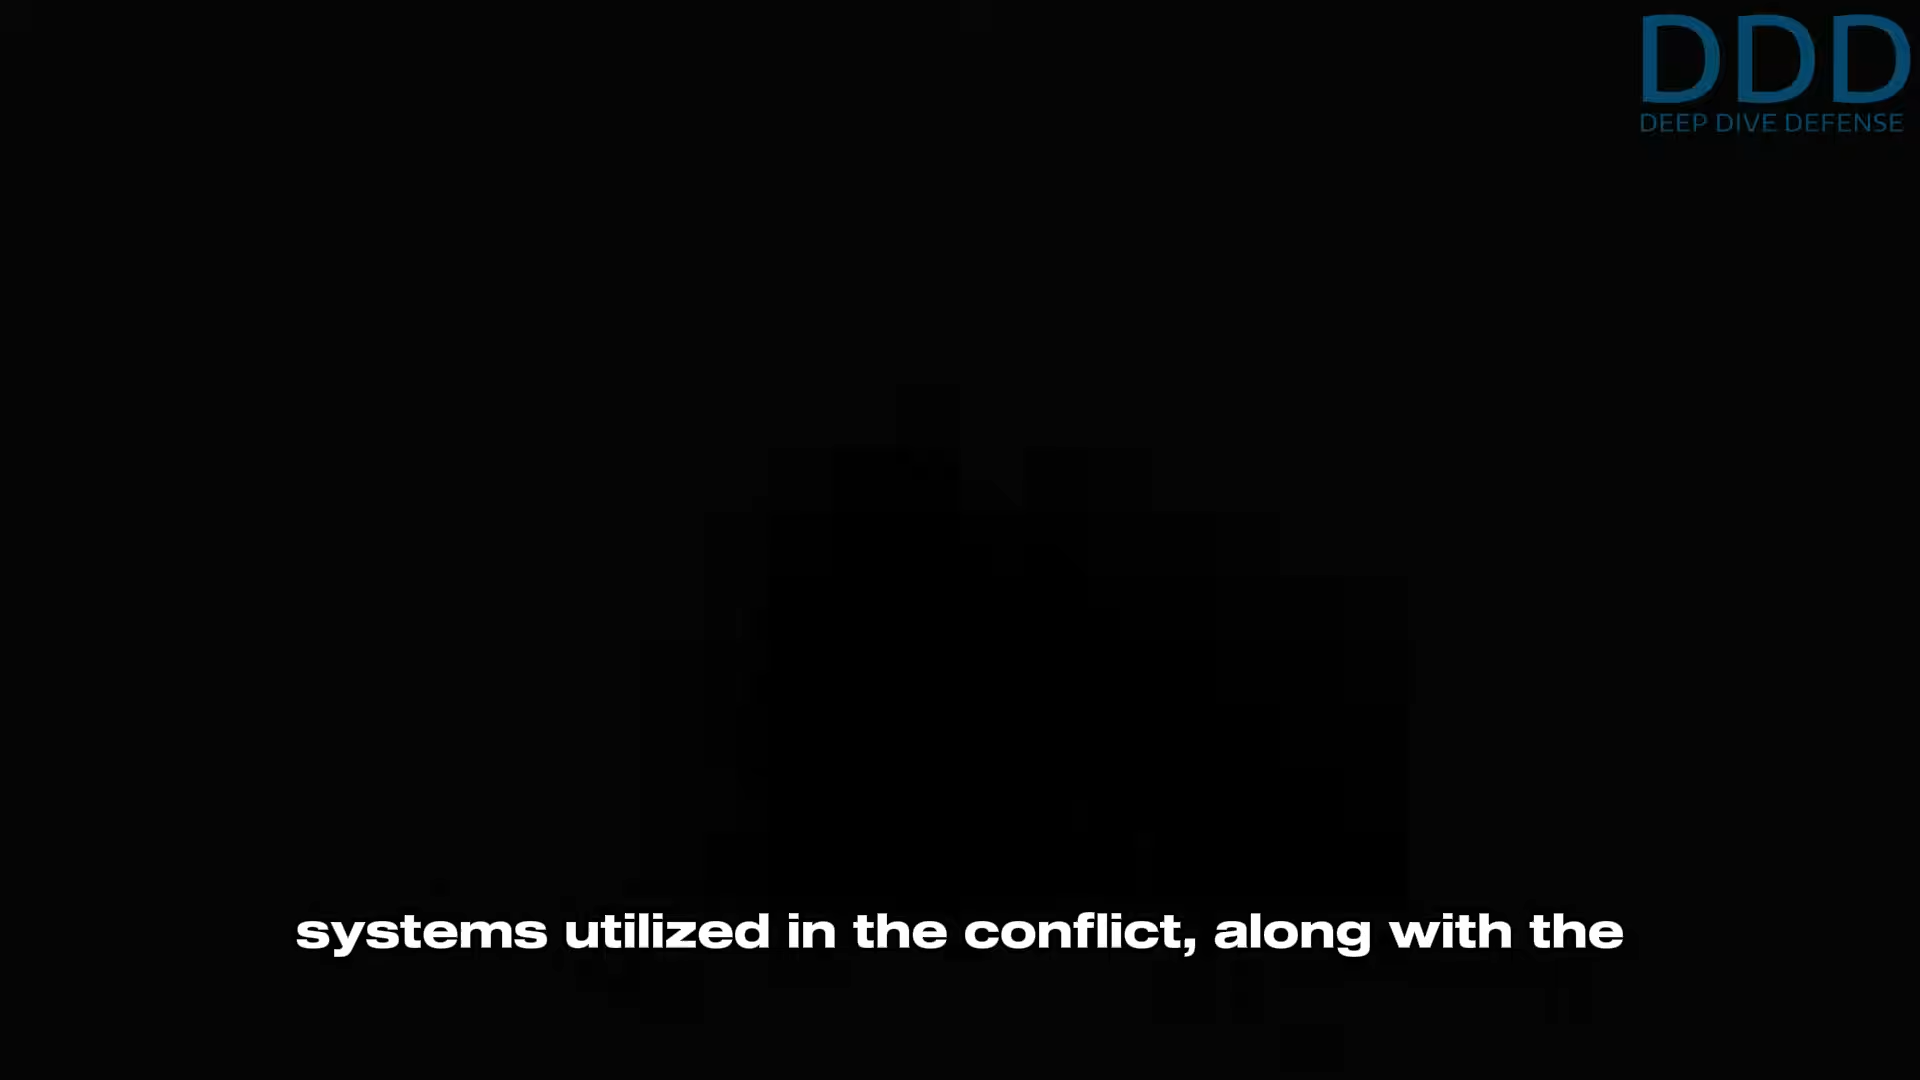 DDD
DEEP DIVE DEFENSE
systems utilized in the conflict, along with the